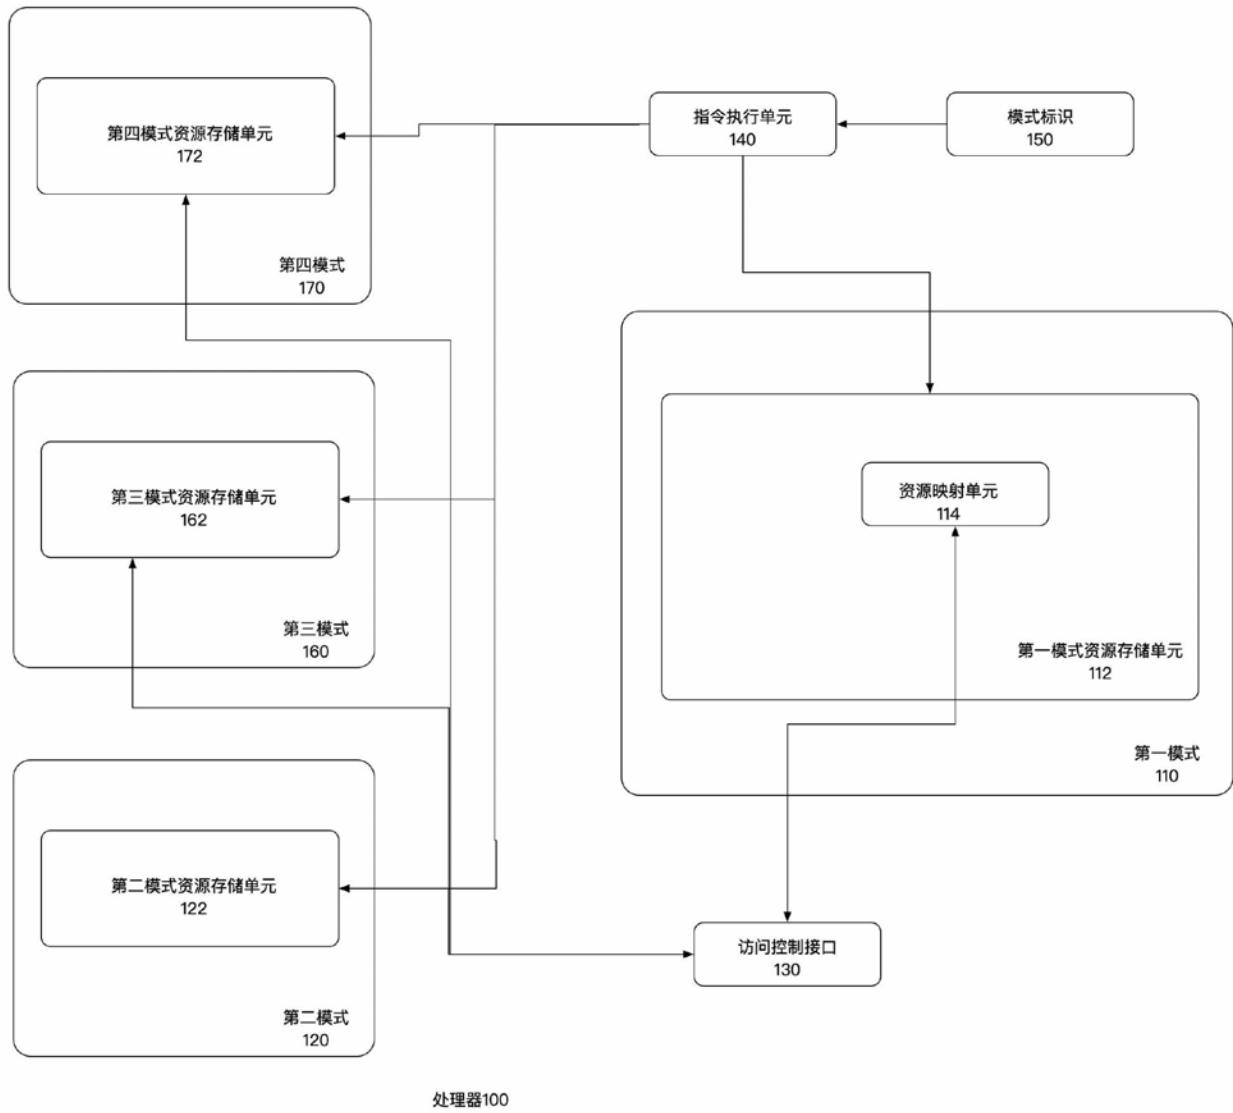 第四模式资源存储单元
172
第四模式
170
指令执行单元
140
模式标识
150
第三模式资源存储单元
162
第三模式
160
资源映射单元
114
第一模式资源存储单元
112
第一模式
110
第二模式资源存储单元
122
第二模式
120
访问控制接口
130
处理器100